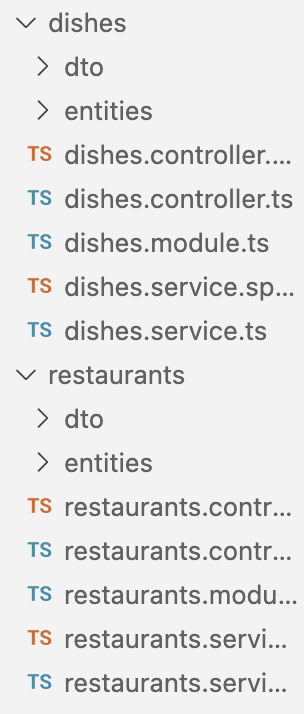 dishes
dto
entities
TS dishes.controller....
TS dishes.controller.ts
TS dishes.module.ts
TS dishes.service.sp...
TS dishes.service.ts
restaurants
dto
entities
TS restaurants.contr...
TS restaurants.contr...
TS restaurants.modu...
TS restaurants.servi...
TS restaurants.servi...